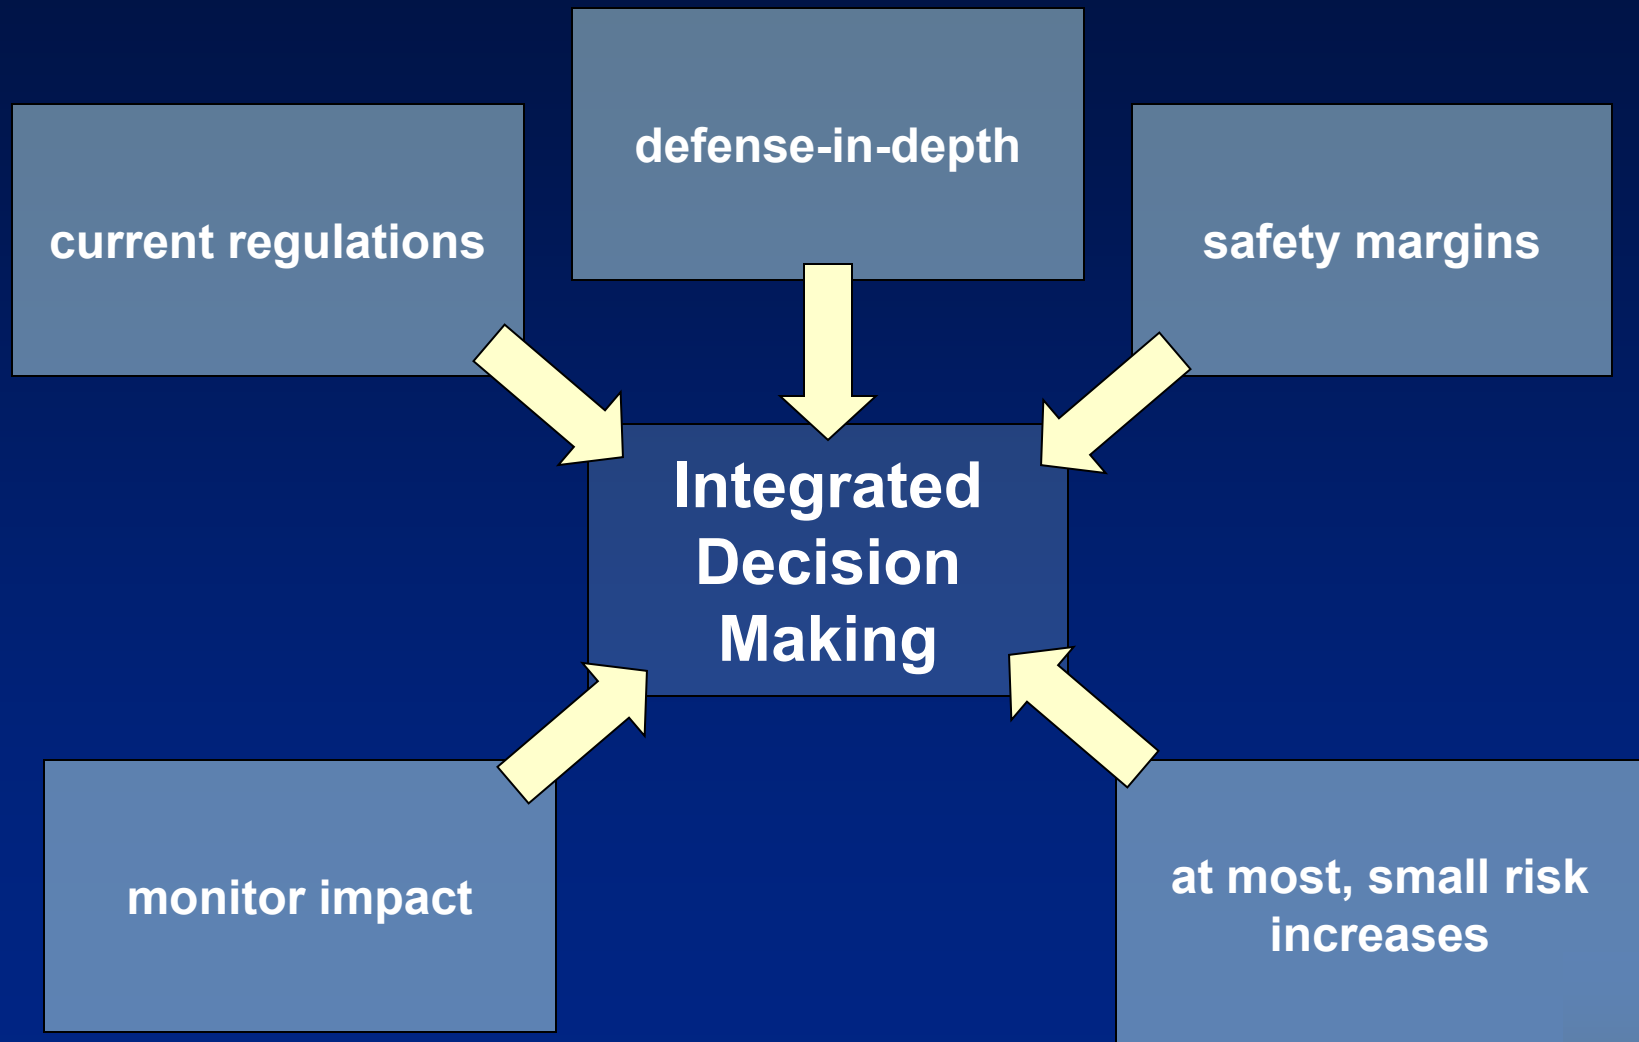 defense-in-depth
current regulations
safety margins
Integrated
Decision
Making
monitor impact
at most, small risk
increases